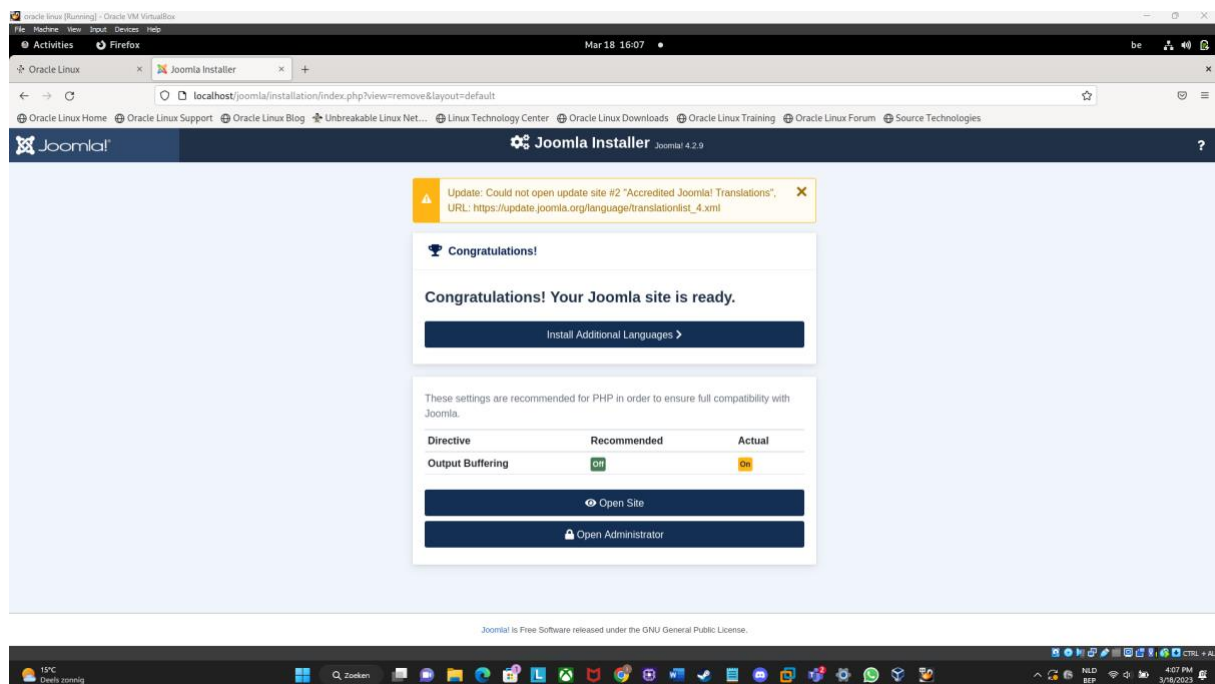 oracle linux [Running] - Oracle VM VirtualBox
File Machine View Input Devices Help
Activities Firefox Mar 18 16:07 be
Oracle Linux × Joomla Installer × + ×
localhost/joomla/installation/index.php?view=remove&layout=default
Oracle Linux Home Oracle Linux Support Oracle Linux Blog Unbreakable Linux Net... Linux Technology Center Oracle Linux Downloads Oracle Linux Training Oracle Linux Forum Source Technologies
Joomla!® Joomla Installer Joomla! 4.2.9 ?
Update: Could not open update site #2 "Accredited Joomla! Translations",
URL: https://update.joomla.org/language/translationlist_4.xml
Congratulations!
Congratulations! Your Joomla site is ready.
Install Additional Languages
These settings are recommended for PHP in order to ensure full compatibility with
Joomla.
Directive Recommended Actual
Output Buffering Off On
Open Site
Open Administrator
Joomla! is Free Software released under the GNU General Public License.
CTRL + AL
15°C
Deels zonnig
Zoeken
NLD
BEP
4:07 PM
3/18/2023